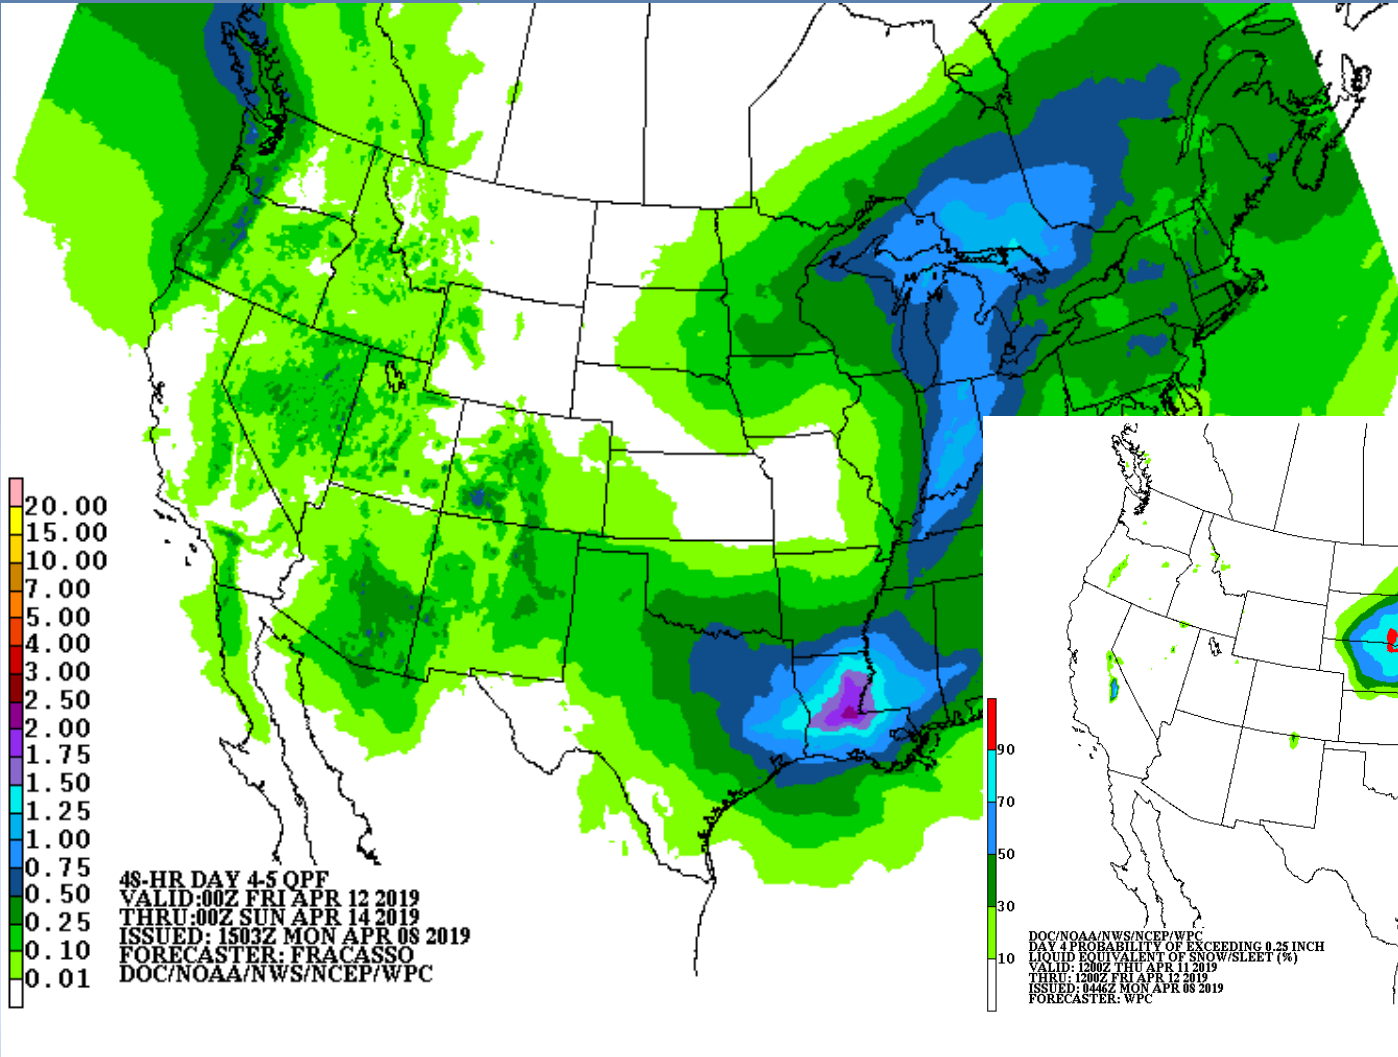 20.00
15.00
10.00
7.00
5.00
4.00
3.00
2.50
2.00
1.75
1.50
1.25
1.00
0.75
0.50
0.25
0.10
0.01
48-HR DAY 4-5 QPF
VALID:00Z FRI APR 12 2019
THRU:00Z SUN APR 14 2019
ISSUED: 1503Z MON APR 08 2019
FORECASTER: FRACASSO
DOC/NOAA/NWS/NCEP/WPC
90
70
50
30
10
DOC/NOAA/NWS/NCEP/WPC
DAY 4 PROBABILITY OF EXCEEDING 0.25 INCH
LIQUID EQUIVALENT OF SNOW/SLEET (%)
VALID: 1200Z THU APR 11 2019
THRU: 1200Z FRI APR 12 2019
ISSUED: 0446Z MON APR 08 2019
FORECASTER: WPC